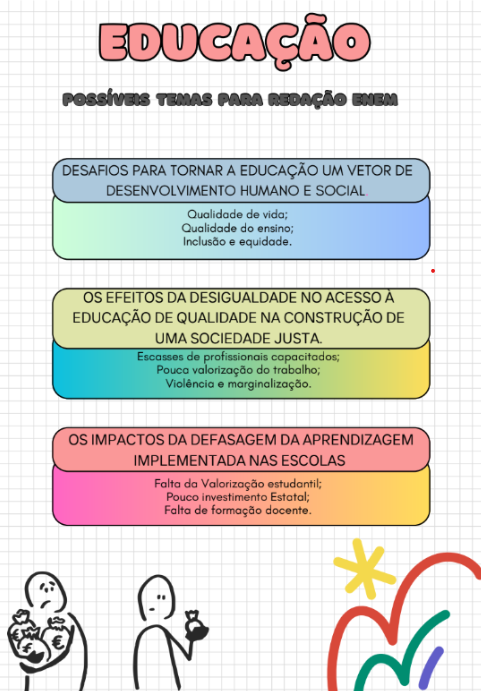 EDUCAÇÃO
POSSÍVEIS TEMAS PARA REDAÇÃO ENEM
DESAFIOS PARA TORNAR A EDUCAÇÃO UM VETOR DE
DESENVOLVIMENTO HUMANO E SOCIAL.
Qualidade de vida;
Qualidade do ensino;
Inclusão e equidade.
OS EFEITOS DA DESIGUALDADE NO ACESSO À
EDUCAÇÃO DE QUALIDADE NA CONSTRUÇÃO DE
UMA SOCIEDADE JUSTA.
Escasses de profissionais capacitados;
Pouca valorização do trabalho;
Violência e marginalização.
OS IMPACTOS DA DEFASAGEM DA APRENDIZAGEM
IMPLEMENTADA NAS ESCOLAS
Falta da Valorização estudantil;
Pouco investimento Estatal;
Falta de formação docente.